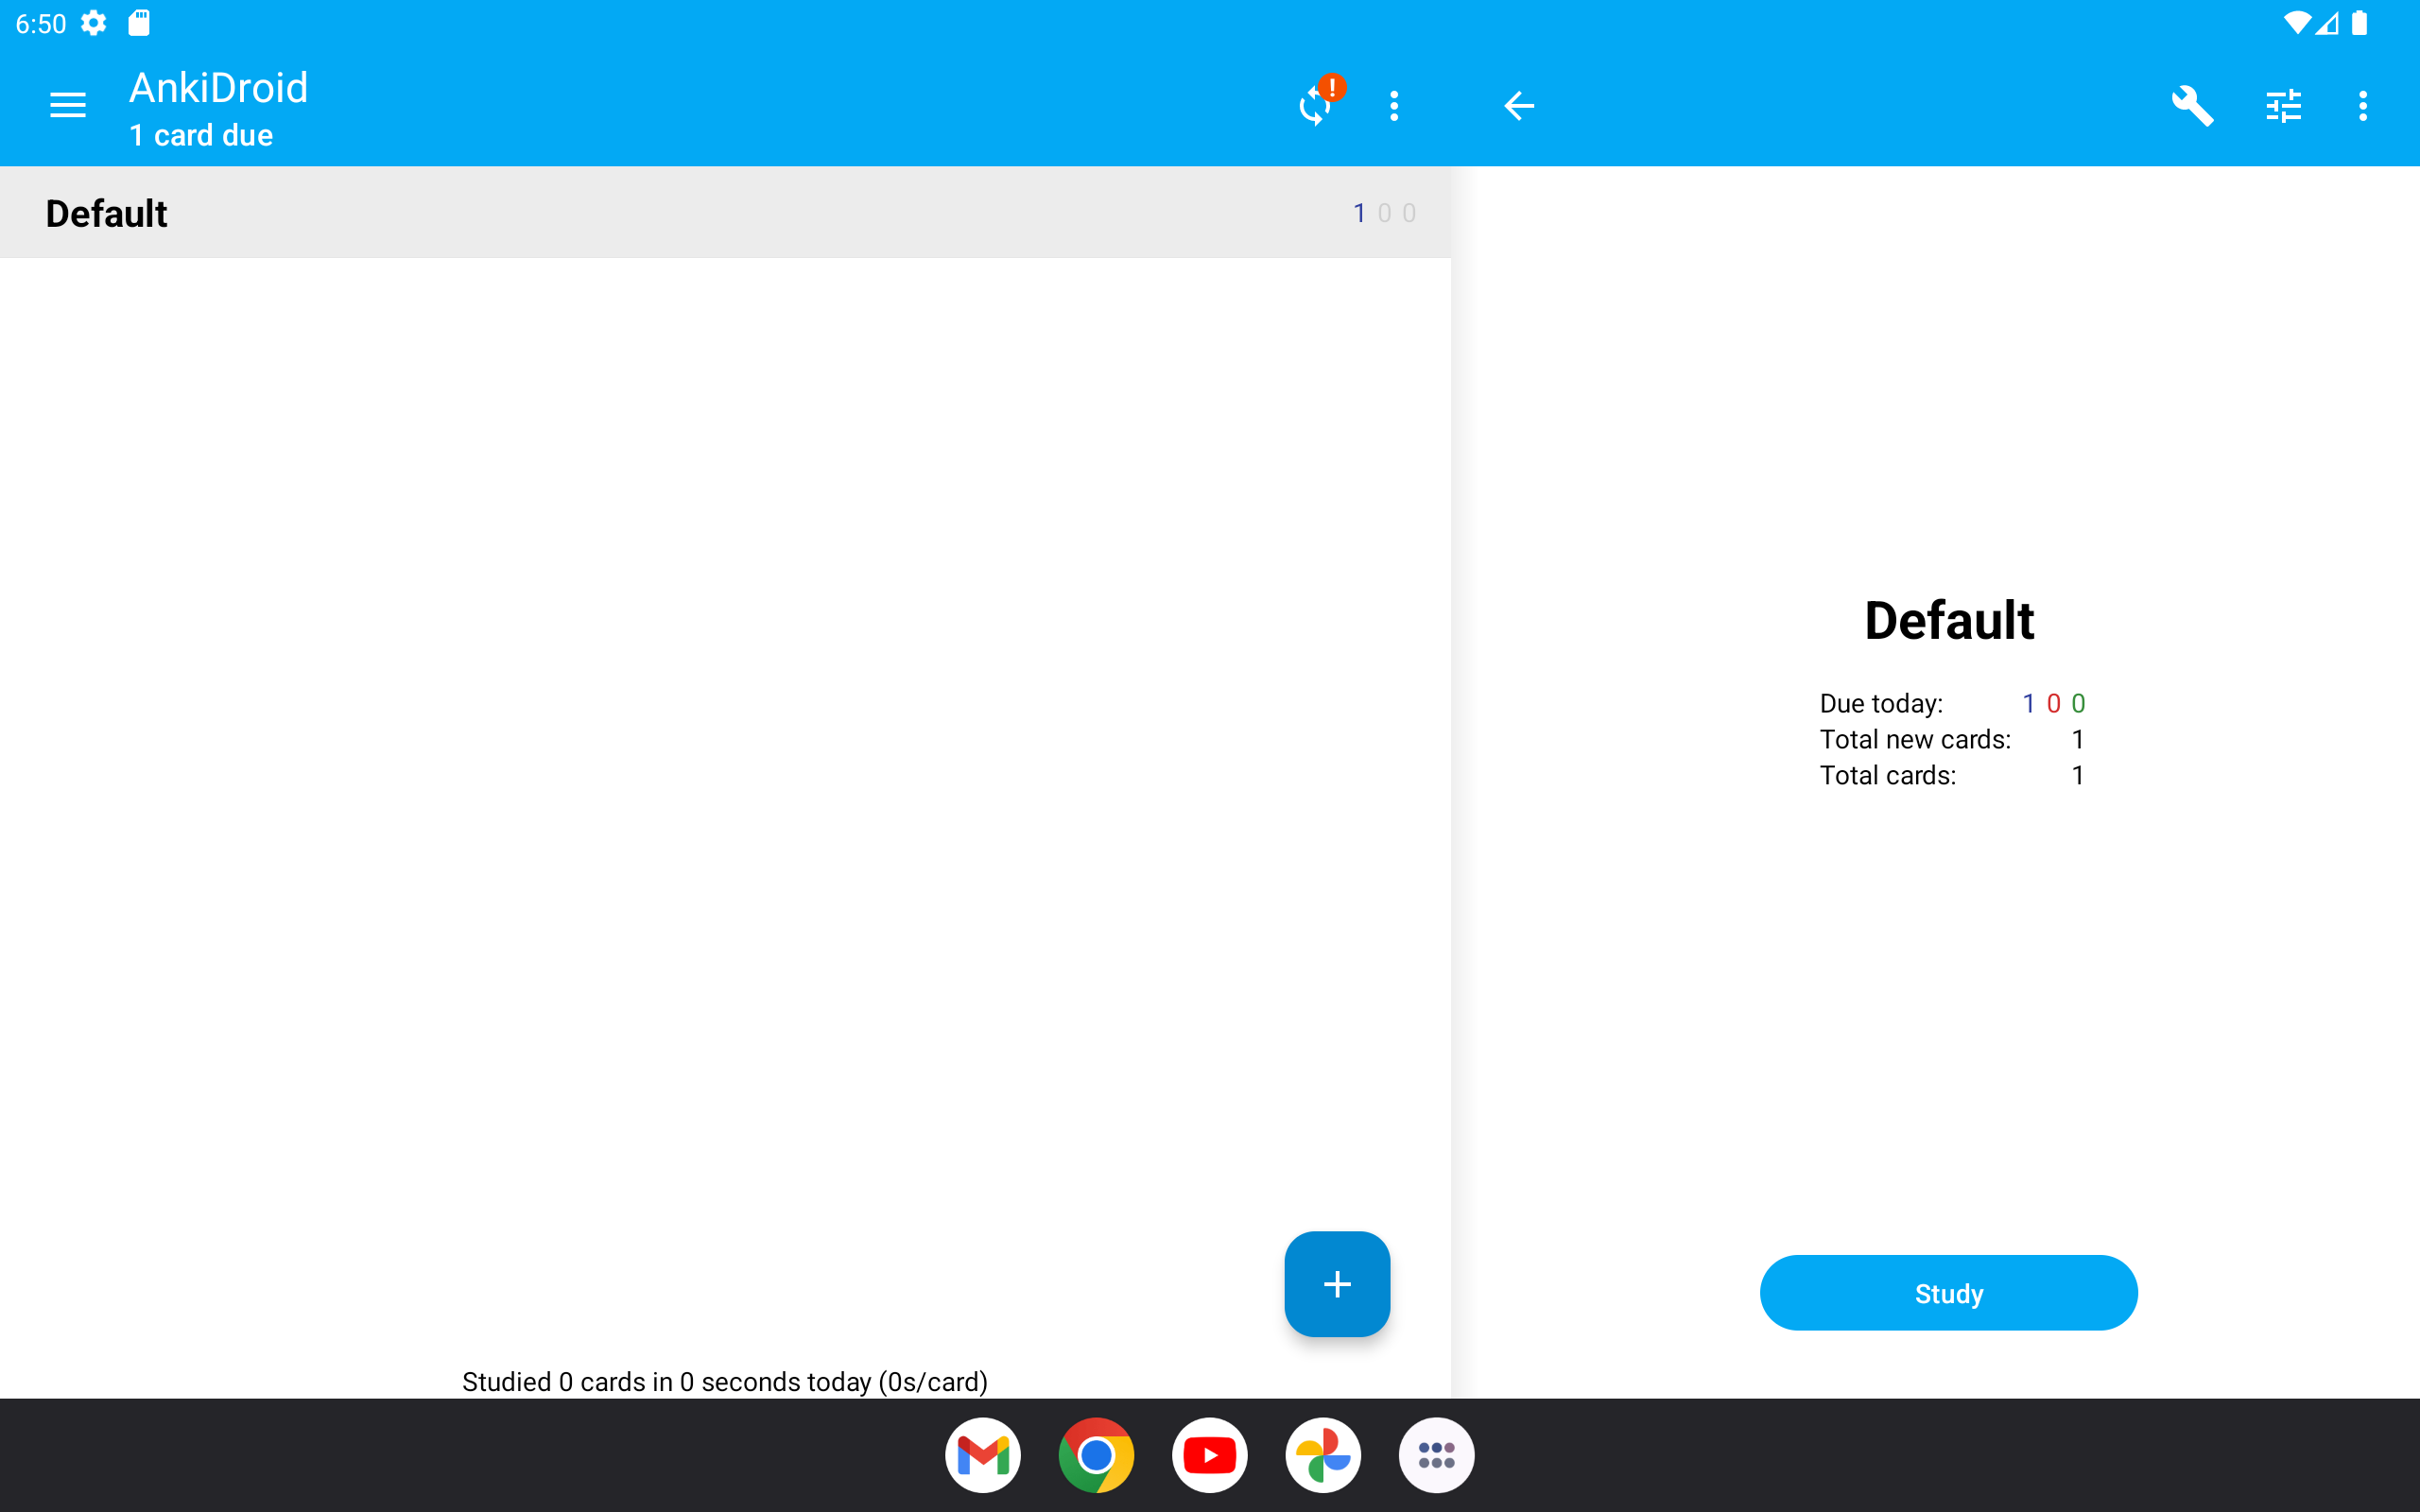 6:50
AnkiDroid
1 card due
Default
1 0 0
Default
Due today: 1 0 0
Total new cards: 1
Total cards: 1
Study
Studied 0 cards in 0 seconds today (0s/card)